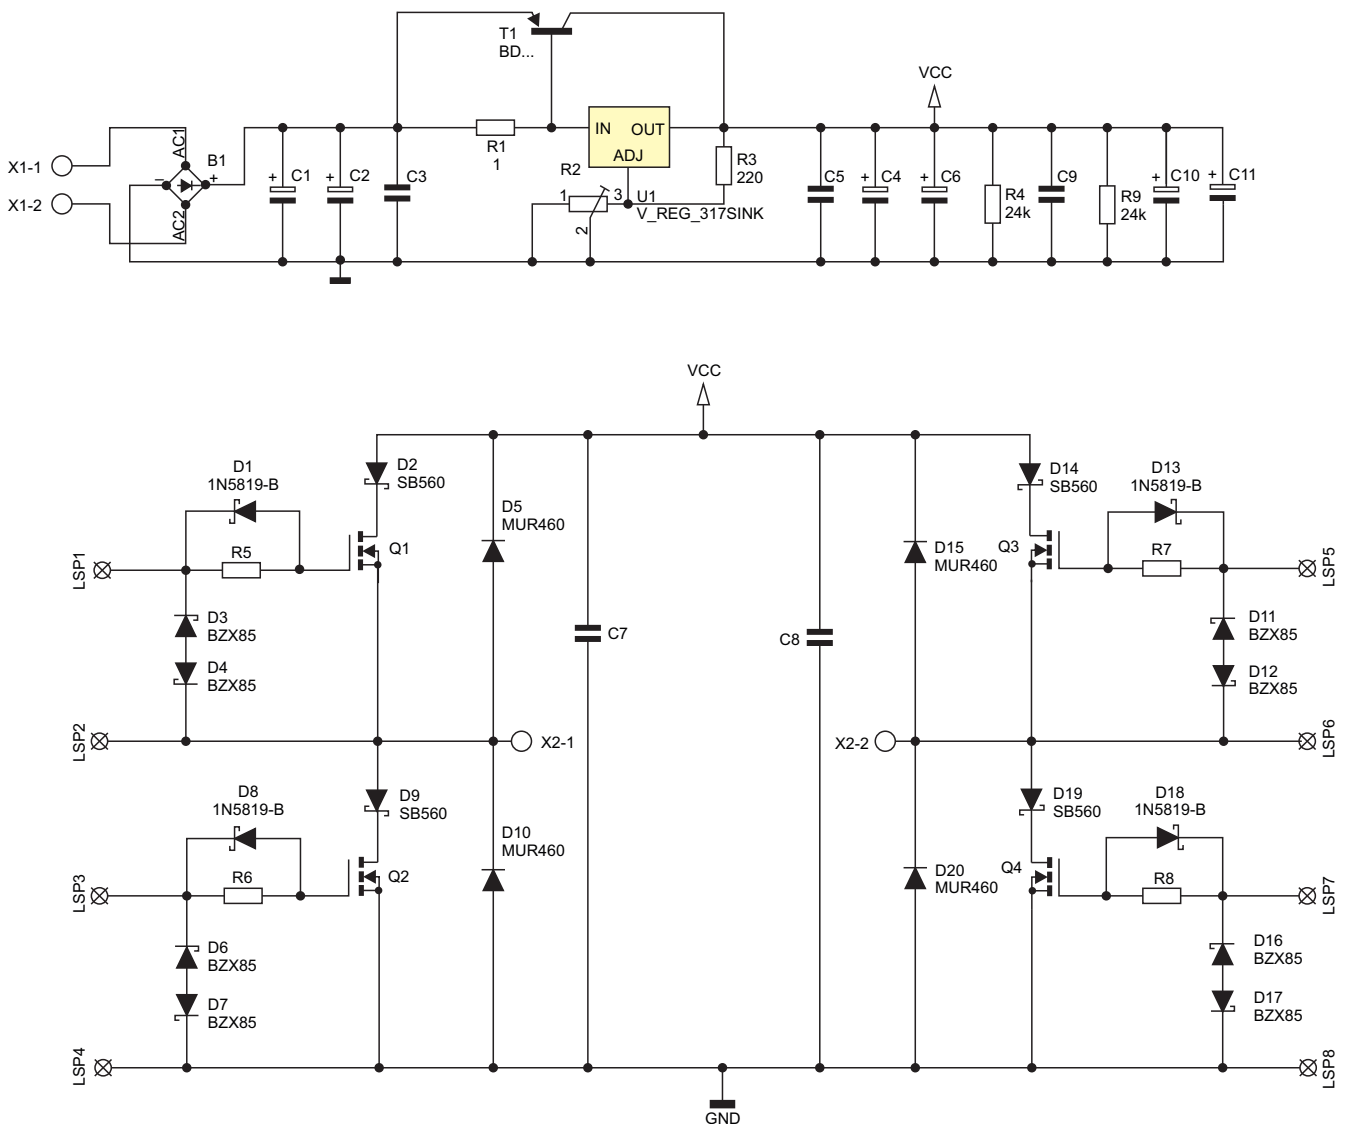 T1
BD...
VCC
X1-1
X1-2
AC1
AC2
B1
–
+
+
C1
+
C2
C3
R1
1
IN
OUT
ADJ
R2
1
2
3
U1
V_REG_317SINK
R3
220
C5
+
C4
+
C6
R4
24k
C9
R9
24k
+
C10
+
C11
VCC
D1
1N5819-B
R5
LSP1
D2
SB560
Q1
D5
MUR460
D3
BZX85
D4
BZX85
LSP2
X2-1
C7
C8
X2-2
D14
SB560
Q3
D15
MUR460
D13
1N5819-B
R7
LSP5
D11
BZX85
D12
BZX85
LSP6
D8
1N5819-B
R6
LSP3
D9
SB560
Q2
D10
MUR460
D6
BZX85
D7
BZX85
LSP4
D19
SB560
Q4
D20
MUR460
D18
1N5819-B
R8
LSP7
D16
BZX85
D17
BZX85
LSP8
GND